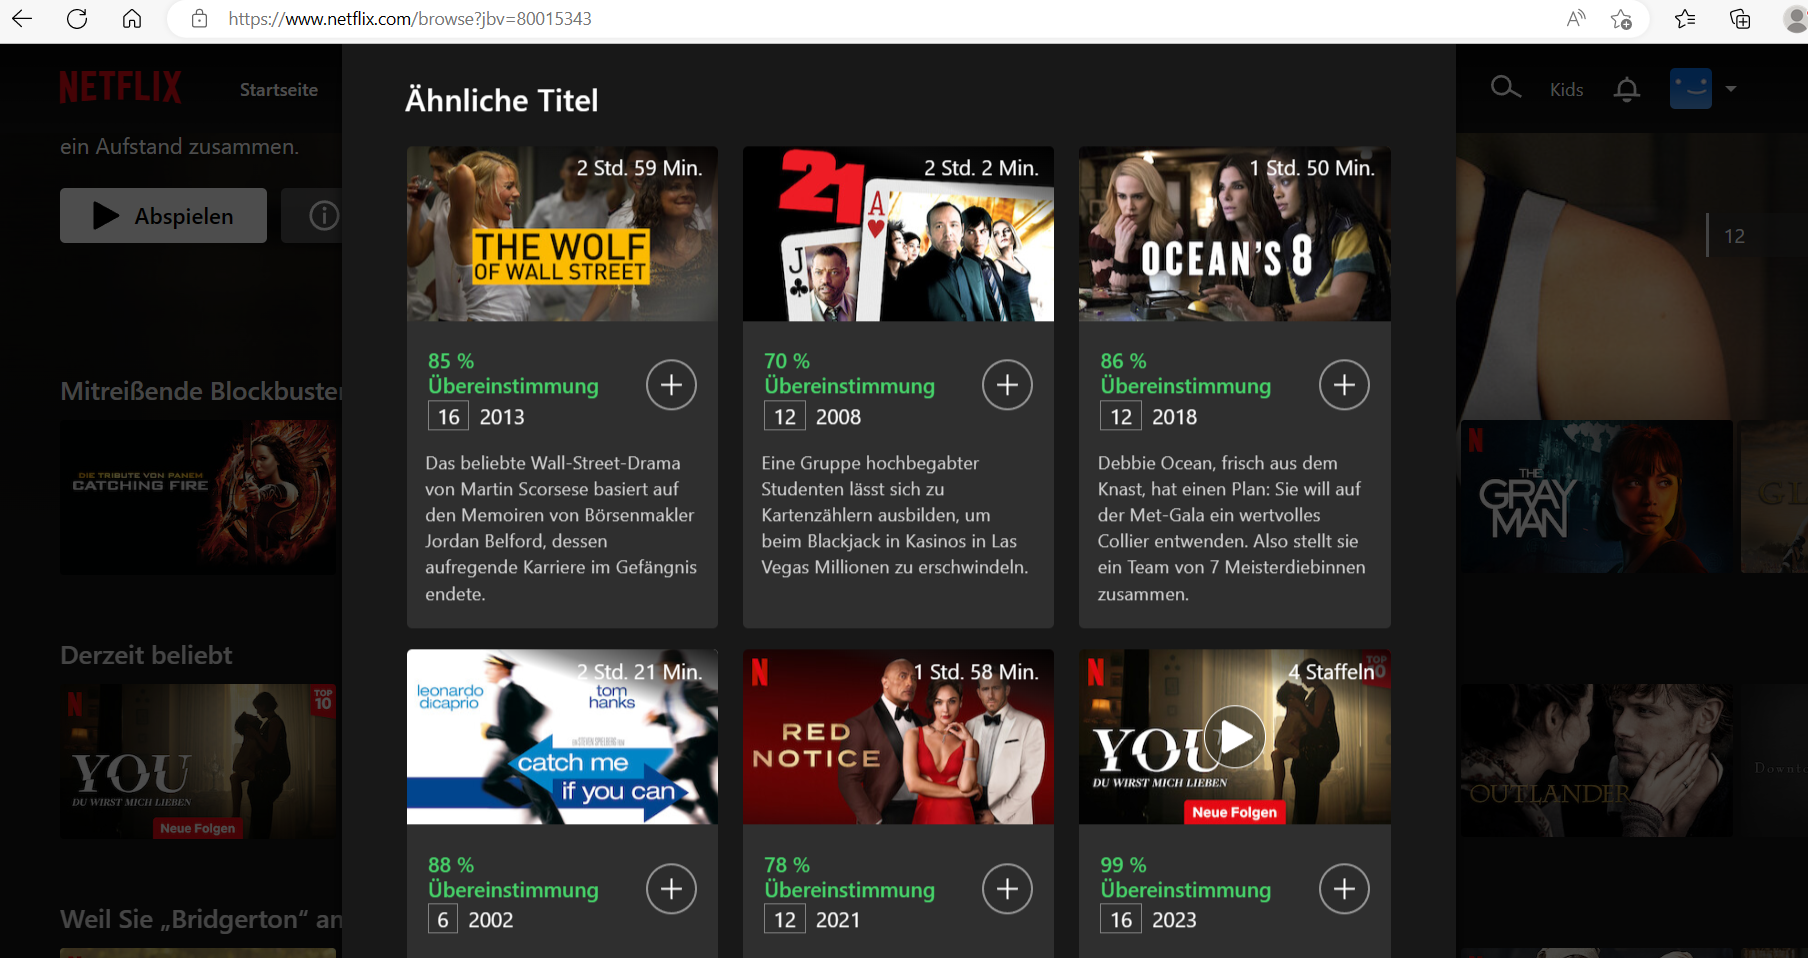 https://www.netflix.com/browse?jbv=80015343
NETFLIX
Startseite
Kids
ein Aufstand zusammen.
Abspielen
12
Mitreißende Blockbuster
DIE TRIBUTE VON PANEM
CATCHING FIRE
THE
GRAY
MAN
Derzeit beliebt
TOP
10
YOU
DU WIRST MICH LIEBEN
Neue Folgen
OUTLANDER
Weil Sie „Bridgerton“ an
Ähnliche Titel
2 Std. 59 Min.
THE WOLF
OF WALL STREET
85 %
Übereinstimmung
16 2013
Das beliebte Wall-Street-Drama
von Martin Scorsese basiert auf
den Memoiren von Börsenmakler
Jordan Belford, dessen
aufregende Karriere im Gefängnis
endete.
2 Std. 2 Min.
21
A
J
70 %
Übereinstimmung
12 2008
Eine Gruppe hochbegabter
Studenten lässt sich zu
Kartenzählern ausbilden, um
beim Blackjack in Kasinos in Las
Vegas Millionen zu erschwindeln.
1 Std. 50 Min.
OCEAN'S 8
86 %
Übereinstimmung
12 2018
Debbie Ocean, frisch aus dem
Knast, hat einen Plan: Sie will auf
der Met-Gala ein wertvolles
Collier entwenden. Also stellt sie
ein Team von 7 Meisterdiebinnen
zusammen.
2 Std. 21 Min.
leonardo
dicaprio
tom
hanks
catch me
if you can
88 %
Übereinstimmung
6 2002
1 Std. 58 Min.
N
RED
NOTICE
78 %
Übereinstimmung
12 2021
4 Staffeln
TOP
10
N
YOU
DU WIRST MICH LIEBEN
Neue Folgen
99 %
Übereinstimmung
16 2023